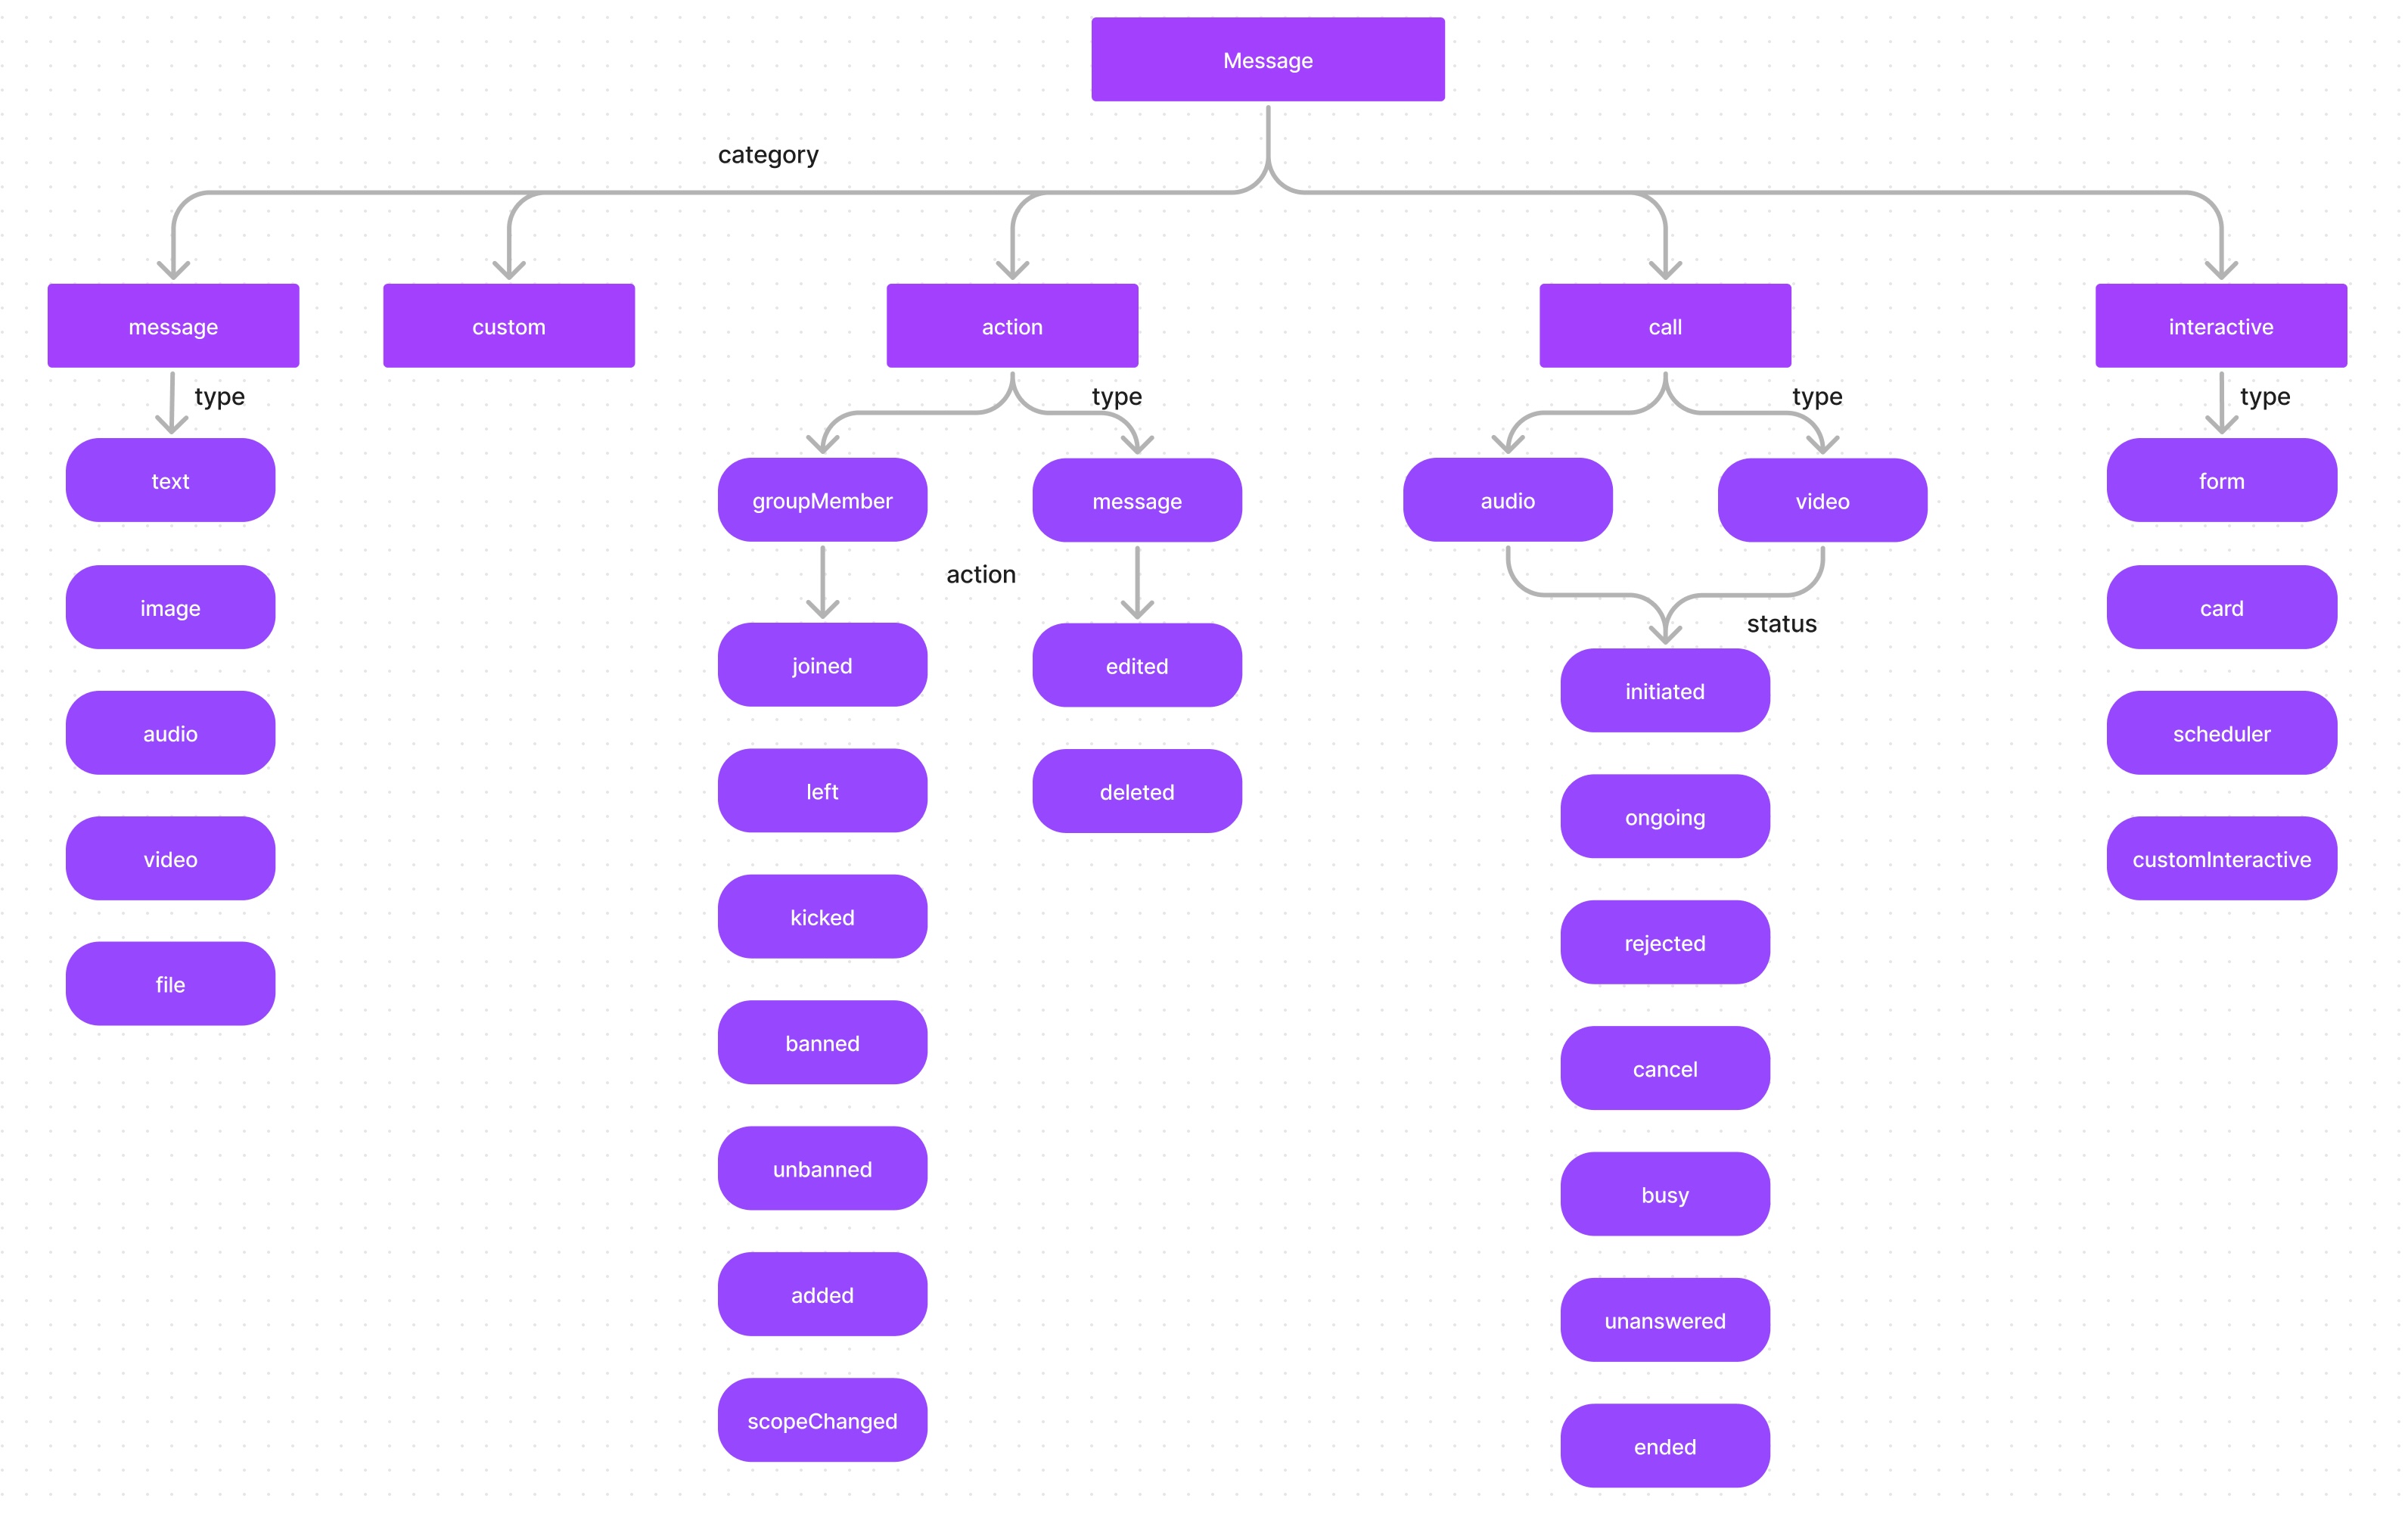 Message
category
message
custom
action
call
interactive
type
type
type
type
text
image
audio
video
file
groupMember
message
action
joined
left
kicked
banned
unbanned
added
scopeChanged
edited
deleted
audio
video
status
initiated
ongoing
rejected
cancel
busy
unanswered
ended
form
card
scheduler
customInteractive